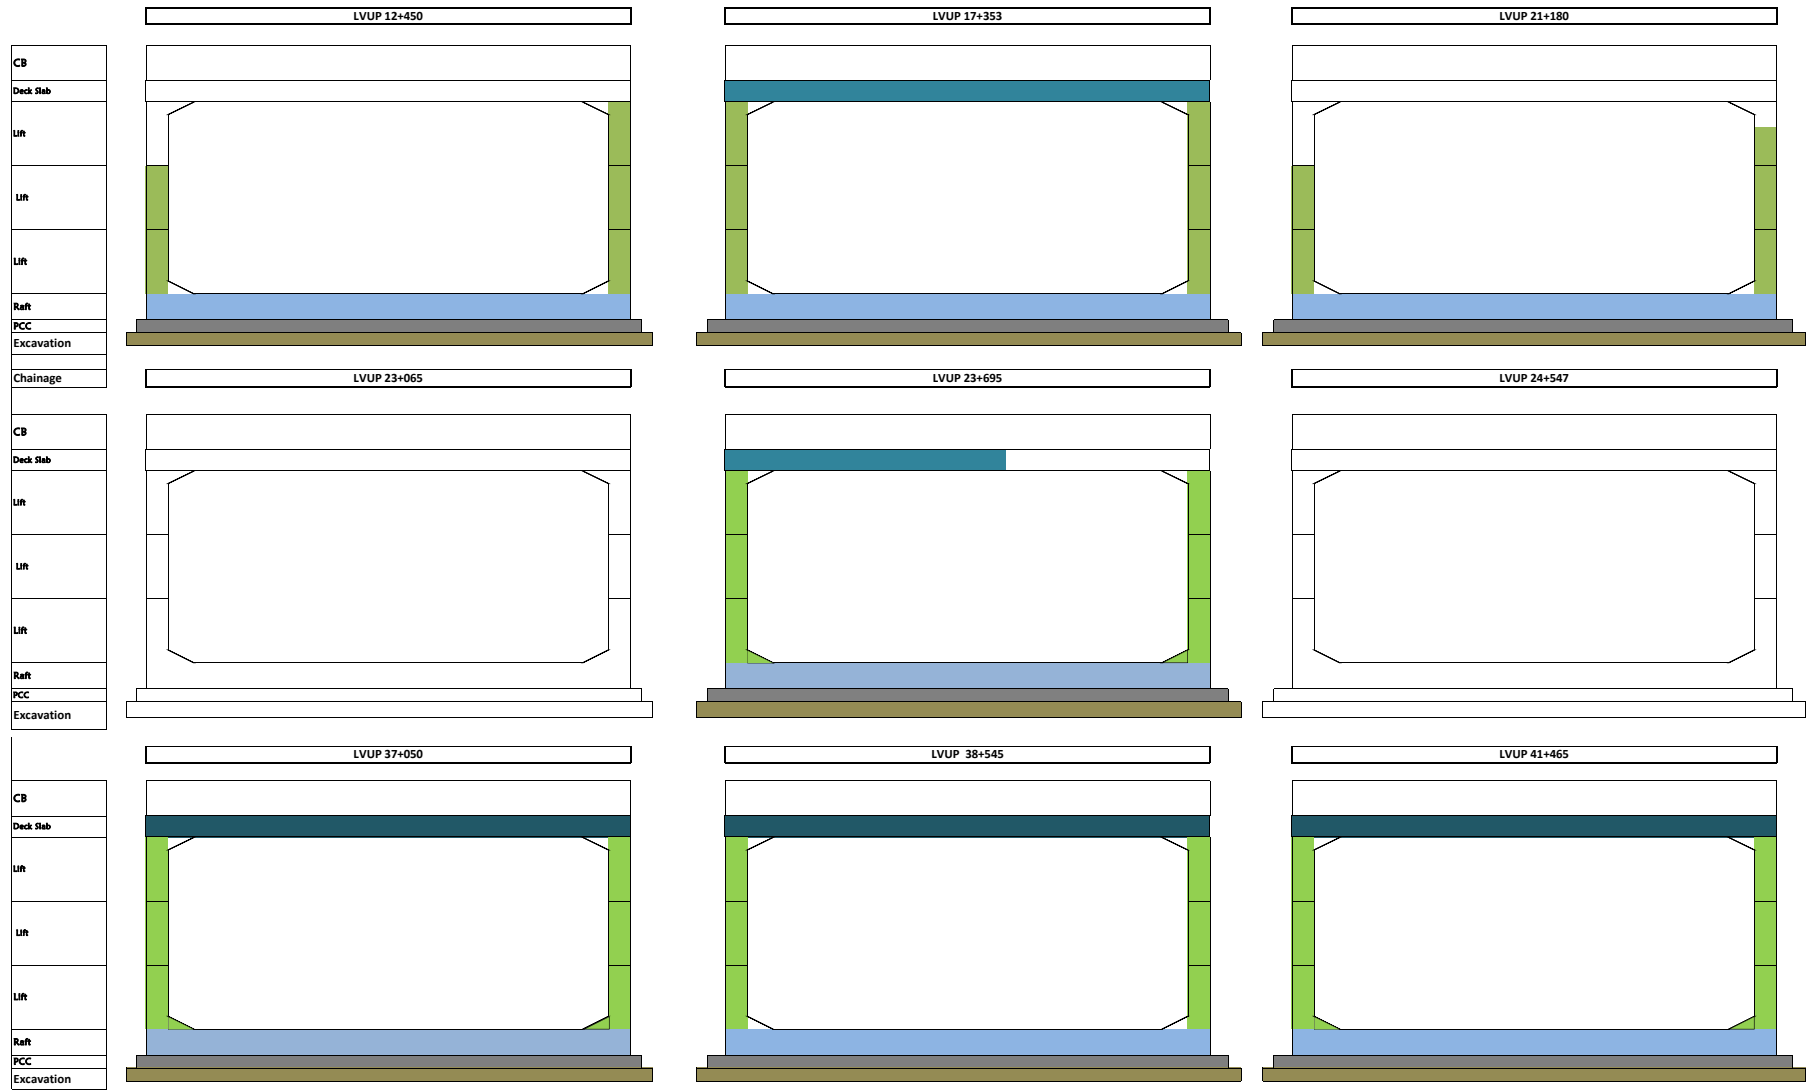 LVUP 12+450
LVUP 17+353
LVUP 21+180
CB
Deck Slab
Lift
Lift
Lift
Raft
PCC
Excavation
Chainage
LVUP 23+065
LVUP 23+695
LVUP 24+547
CB
Deck Slab
Lift
Lift
Lift
Raft
PCC
Excavation
LVUP 37+050
LVUP 38+545
LVUP 41+465
CB
Deck Slab
Lift
Lift
Lift
Raft
PCC
Excavation